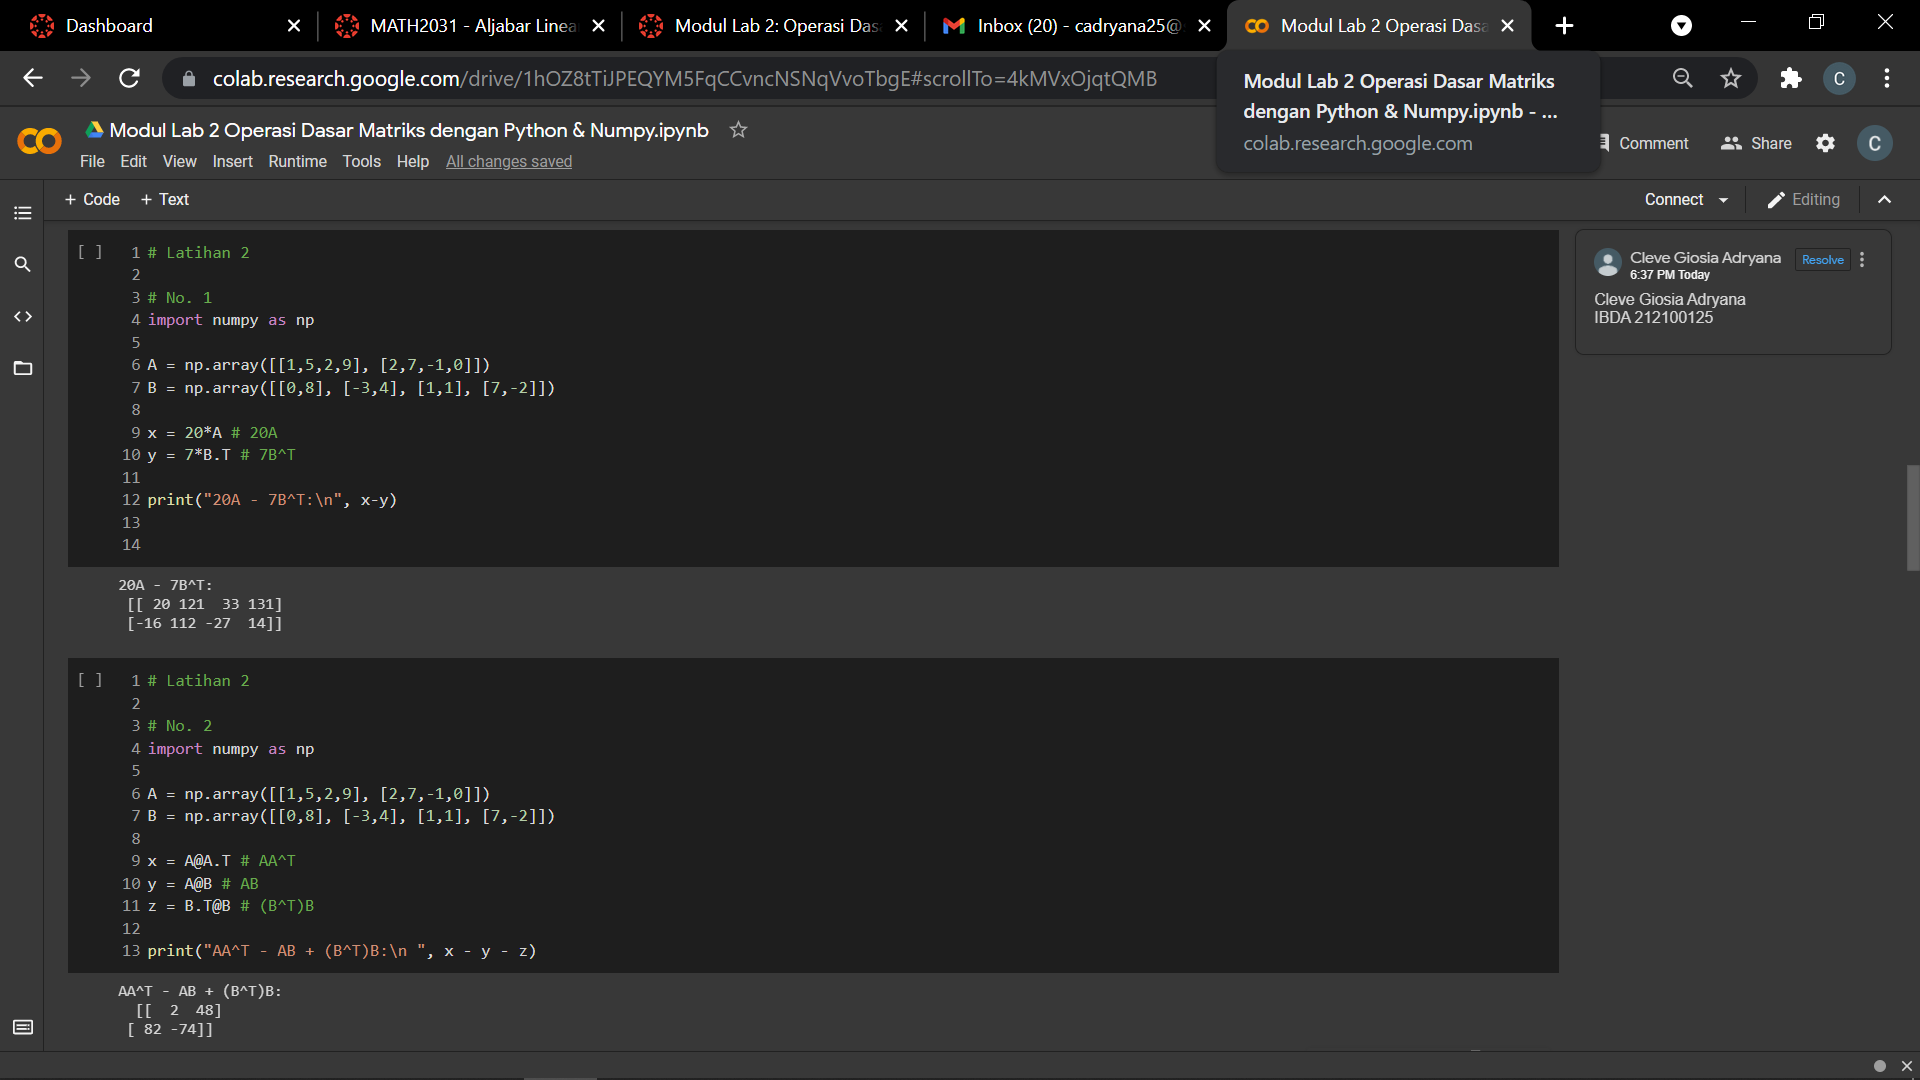 Dashboard
MATH2031 - Aljabar Linea
Modul Lab 2: Operasi Das
Inbox (20) - cadryana25@
Modul Lab 2 Operasi Dasa
colab.research.google.com/drive/1hOZ8tTiJPEQYM5FqCCvncNSNqVvoTbgE#scrollTo=4kMVxOjqtQMB
C
Modul Lab 2 Operasi Dasar Matriks
dengan Python & Numpy.ipynb - ...
colab.research.google.com
Modul Lab 2 Operasi Dasar Matriks dengan Python & Numpy.ipynb
File Edit View Insert Runtime Tools Help All changes saved
Comment Share C
+ Code + Text
Connect Editing
[ ] 1 # Latihan 2
2
3 # No. 1
4 import numpy as np
5
6 A = np.array([[1,5,2,9], [2,7,-1,0]])
7 B = np.array([[0,8], [-3,4], [1,1], [7,-2]])
8
9 x = 20*A # 20A
10 y = 7*B.T # 7B^T
11
12 print("20A - 7B^T:\n", x-y)
13
14
20A - 7B^T:
[[ 20 121  33 131]
[-16 112 -27  14]]
[ ] 1 # Latihan 2
2
3 # No. 2
4 import numpy as np
5
6 A = np.array([[1,5,2,9], [2,7,-1,0]])
7 B = np.array([[0,8], [-3,4], [1,1], [7,-2]])
8
9 x = A@A.T # AA^T
10 y = A@B # AB
11 z = B.T@B # (B^T)B
12
13 print("AA^T - AB + (B^T)B:\n ", x - y - z)
AA^T - AB + (B^T)B:
[[  2  48]
[ 82 -74]]
Cleve Giosia Adryana Resolve
6:37 PM Today
Cleve Giosia Adryana
IBDA 212100125